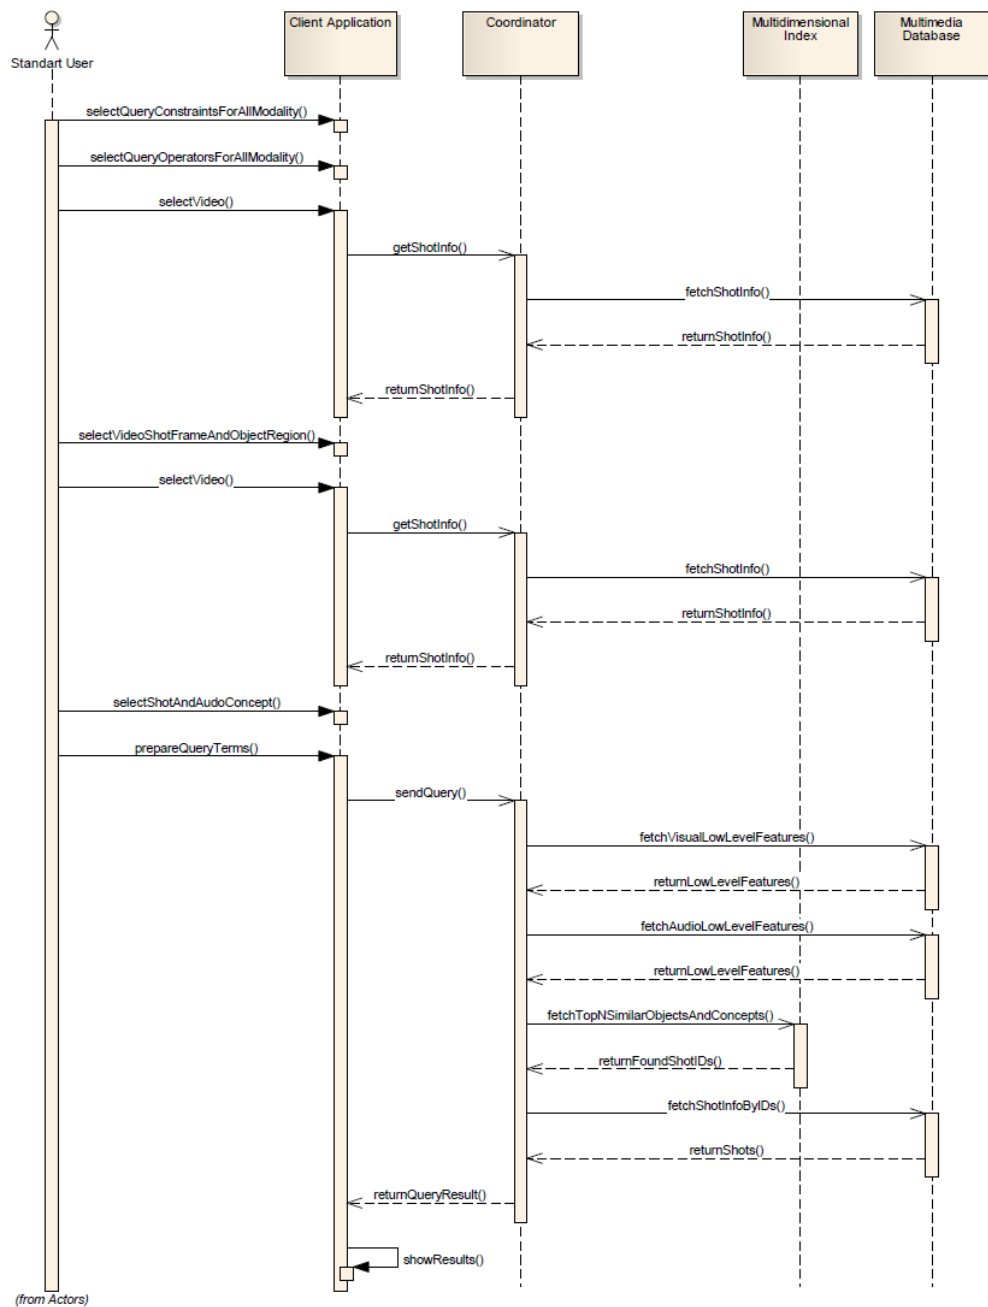 Standart User
Client Application
Coordinator
Multidimensional
Index
Multimedia
Database
selectQueryConstraintsForAllModality()
selectQueryOperatorsForAllModality()
selectVideo()
getShotInfo()
fetchShotInfo()
returnShotInfo()
returnShotInfo()
selectVideoShotFrameAndObjectRegion()
selectVideo()
getShotInfo()
fetchShotInfo()
returnShotInfo()
returnShotInfo()
selectShotAndAudoConcept()
prepareQueryTerms()
sendQuery()
fetchVisualLowLevelFeatures()
returnLowLevelFeatures()
fetchAudioLowLevelFeatures()
returnLowLevelFeatures()
fetchTopNSimilarObjectsAndConcepts()
returnFoundShotIDs()
fetchShotInfoByIDs()
returnShots()
returnQueryResult()
showResults()
(from Actors)